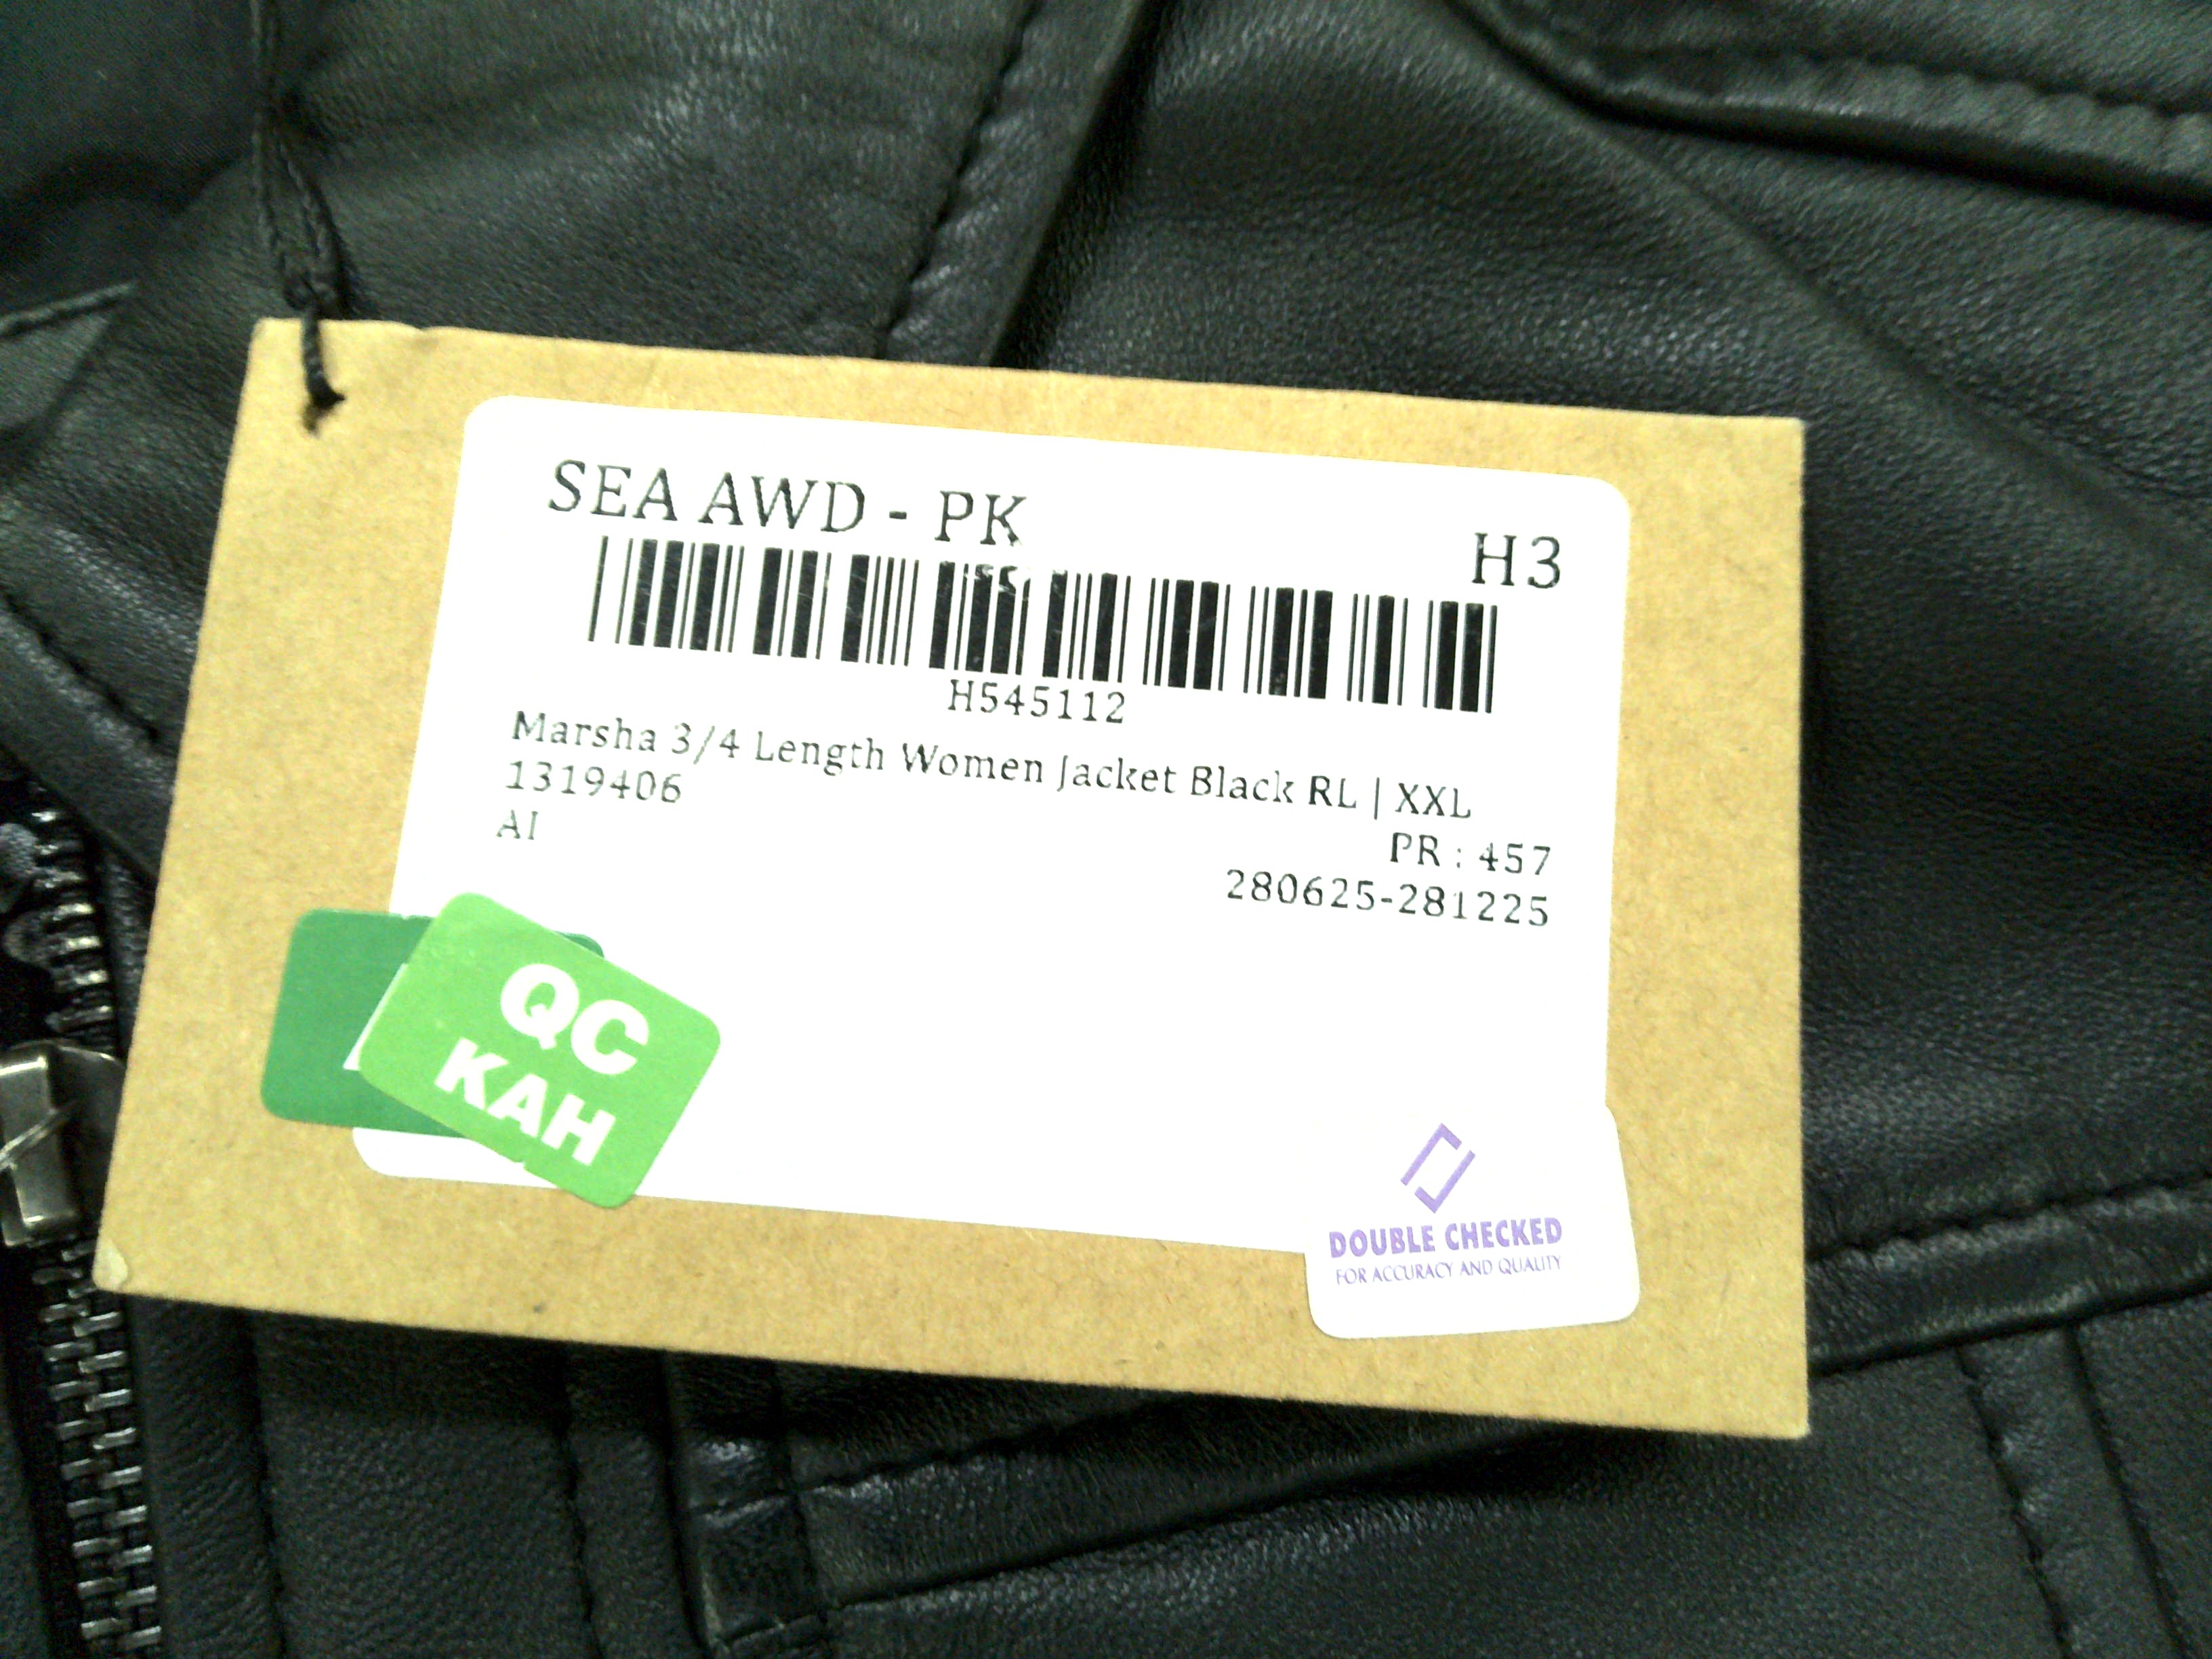 SEA AWD - PK
H3
H545112
Marsha 3/4 Length Women Jacket Black RL | XXL
1319406
PR : 457
AI
280625-281225
QC
KAH
DOUBLE CHECKED
FOR ACCURACY AND QUALITY